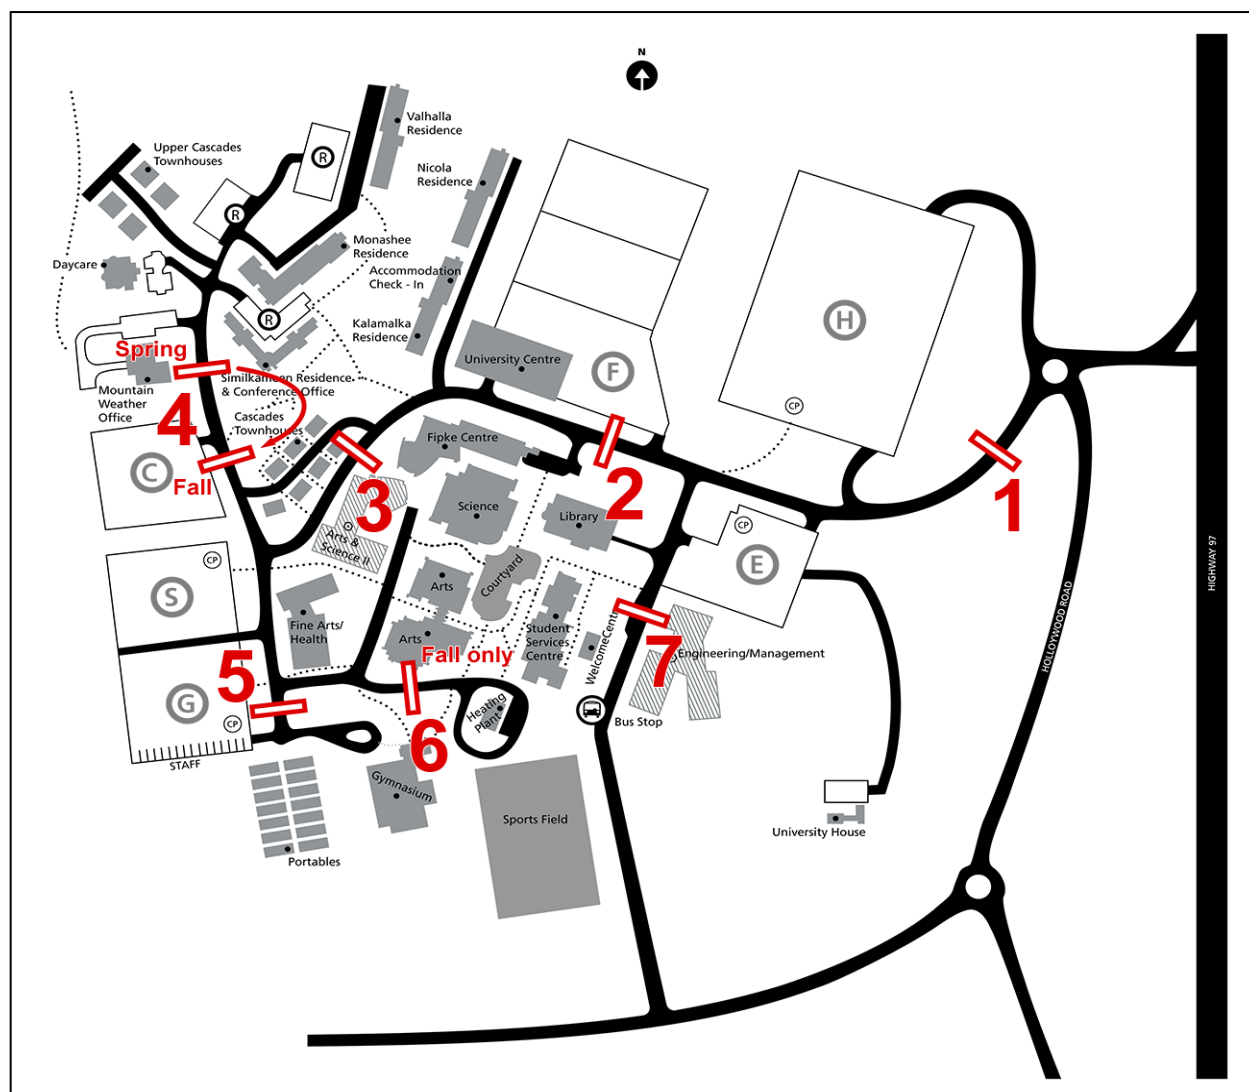 N
Valhalla
Residence
Upper Cascades
Townhouses
R
Nicola
Residence
R
Monashee
Residence
Daycare
Accommodation
Check - In
H
R
Kalamalka
Residence
Spring
University Centre
F
Similkameen Residence
& Conference Office
Mountain
Weather
Office
4
CP
Cascades
Townhouses
Fipke Centre
C
Fall
3
2
1
Science
Library
CP
Arts &
Science II
S
CP
Courtyard
E
HIGHWAY 97
Arts
Fine Arts/
Health
Arts
Fall only
Student
Services
Centre
WelcomeCentre
7
Engineering/Management
HOLLOYWOOD ROAD
5
G
CP
6
Heating
Plant
Bus Stop
STAFF
Gymnasium
Sports Field
University House
Portables